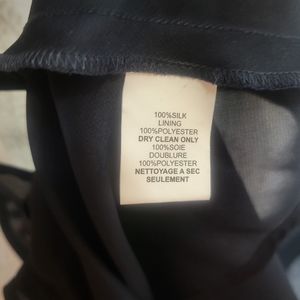 100%SILK
LINING
100%POLYESTER
DRY CLEAN ONLY
100%SOIE
DOUBLURE
100%POLYESTER
NETTOYAGE A SEC
SEULEMENT